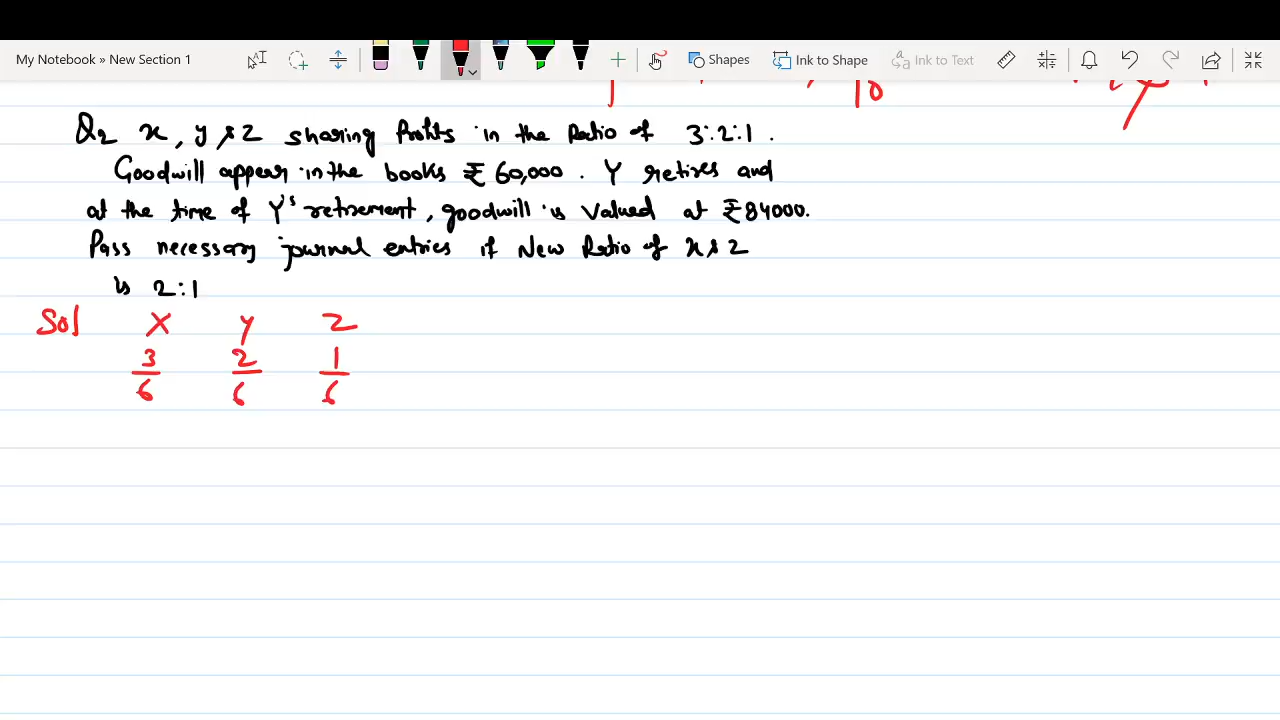 My Notebook » New Section 1
Shapes
Ink to Shape
Ink to Text
18
Q2 x, y & z sharing Profits in the Ratio of 3:2:1.
Goodwill appear in the books ₹60,000. Y retires and
at the time of Y's retirement, goodwill is valued at ₹84000.
Pass necessary journal entries if New Ratio of x & z
is 2:1
Sol X Y Z
3/6 2/6 1/6